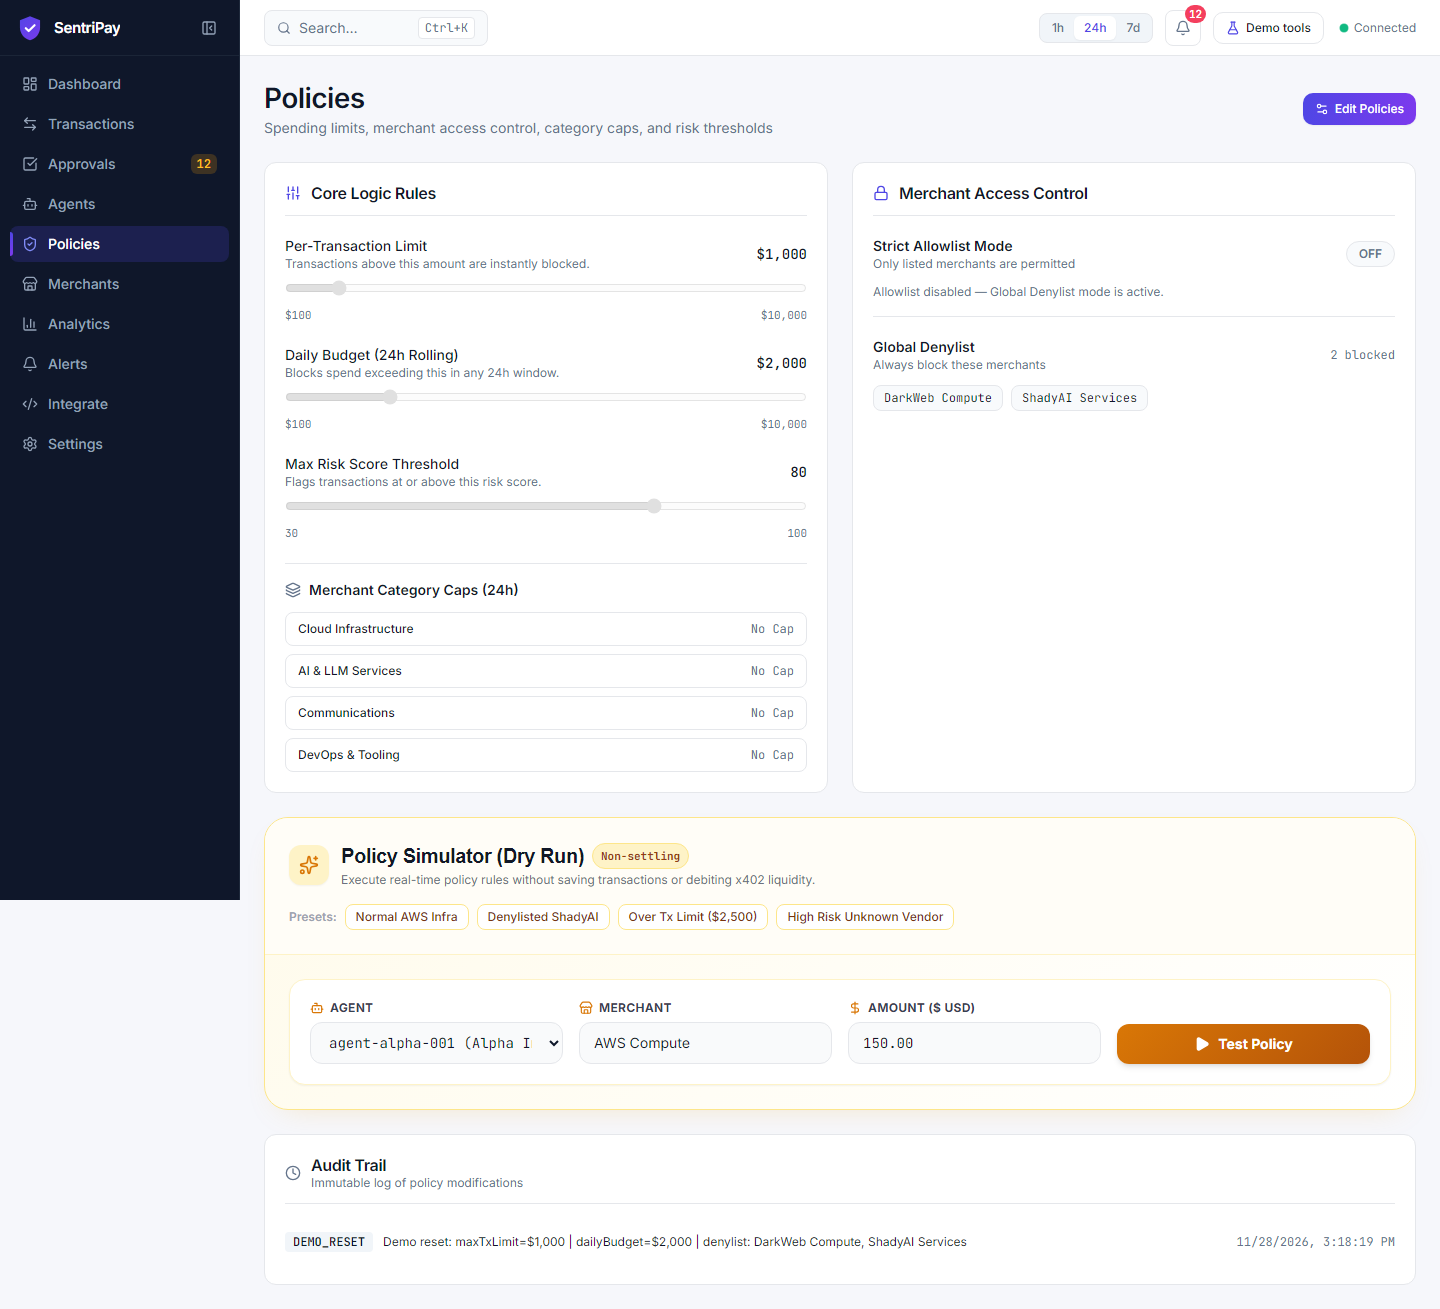 SentriPay
Dashboard
Transactions
Approvals 12
Agents
Policies
Merchants
Analytics
Alerts
Integrate
Settings
Search... Ctrl+K
1h 24h 7d
12
Demo tools
Connected
Policies
Spending limits, merchant access control, category caps, and risk thresholds
Edit Policies
Core Logic Rules
Per-Transaction Limit
Transactions above this amount are instantly blocked.
$1,000
$100 $10,000
Daily Budget (24h Rolling)
Blocks spend exceeding this in any 24h window.
$2,000
$100 $10,000
Max Risk Score Threshold
Flags transactions at or above this risk score.
80
30 100
Merchant Category Caps (24h)
Cloud Infrastructure No Cap
AI & LLM Services No Cap
Communications No Cap
DevOps & Tooling No Cap
Merchant Access Control
Strict Allowlist Mode
Only listed merchants are permitted
OFF
Allowlist disabled — Global Denylist mode is active.
Global Denylist
Always block these merchants
2 blocked
DarkWeb Compute ShadyAI Services
Policy Simulator (Dry Run) Non-settling
Execute real-time policy rules without saving transactions or debiting x402 liquidity.
Presets: Normal AWS Infra Denylisted ShadyAI Over Tx Limit ($2,500) High Risk Unknown Vendor
AGENT MERCHANT AMOUNT ($ USD)
agent-alpha-001 (Alpha I AWS Compute 150.00 Test Policy
Audit Trail
Immutable log of policy modifications
DEMO_RESET Demo reset: maxTxLimit=$1,000 | dailyBudget=$2,000 | denylist: DarkWeb Compute, ShadyAI Services 11/28/2026, 3:18:19 PM